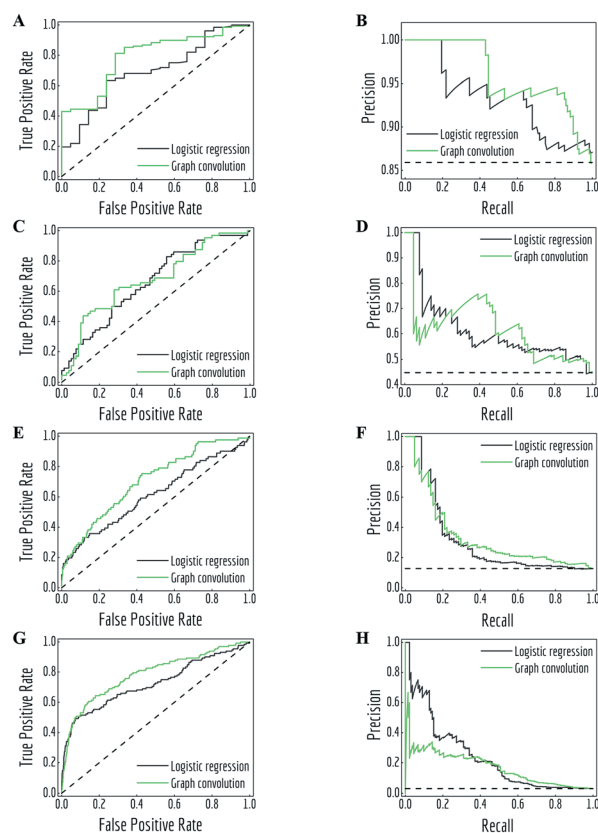 A
True Positive Rate
1.0
0.8
0.6
0.4
0.2
0.0
Logistic regression
Graph convolution
0.0 0.2 0.4 0.6 0.8 1.0
False Positive Rate
B
Precision
1.00
0.95
0.90
0.85
Logistic regression
Graph convolution
0.0 0.2 0.4 0.6 0.8 1.0
Recall
C
True Positive Rate
1.0
0.8
0.6
0.4
0.2
0.0
Logistic regression
Graph convolution
0.0 0.2 0.4 0.6 0.8 1.0
False Positive Rate
D
Precision
1.0
0.9
0.8
0.7
0.6
0.5
0.4
Logistic regression
Graph convolution
0.0 0.2 0.4 0.6 0.8 1.0
Recall
E
True Positive Rate
1.0
0.8
0.6
0.4
0.2
0.0
Logistic regression
Graph convolution
0.0 0.2 0.4 0.6 0.8 1.0
False Positive Rate
F
Precision
1.0
0.8
0.6
0.4
0.2
0.0
Logistic regression
Graph convolution
0.0 0.2 0.4 0.6 0.8 1.0
Recall
G
True Positive Rate
1.0
0.8
0.6
0.4
0.2
0.0
Logistic regression
Graph convolution
0.0 0.2 0.4 0.6 0.8 1.0
False Positive Rate
H
Precision
1.0
0.8
0.6
0.4
0.2
0.0
Logistic regression
Graph convolution
0.0 0.2 0.4 0.6 0.8 1.0
Recall